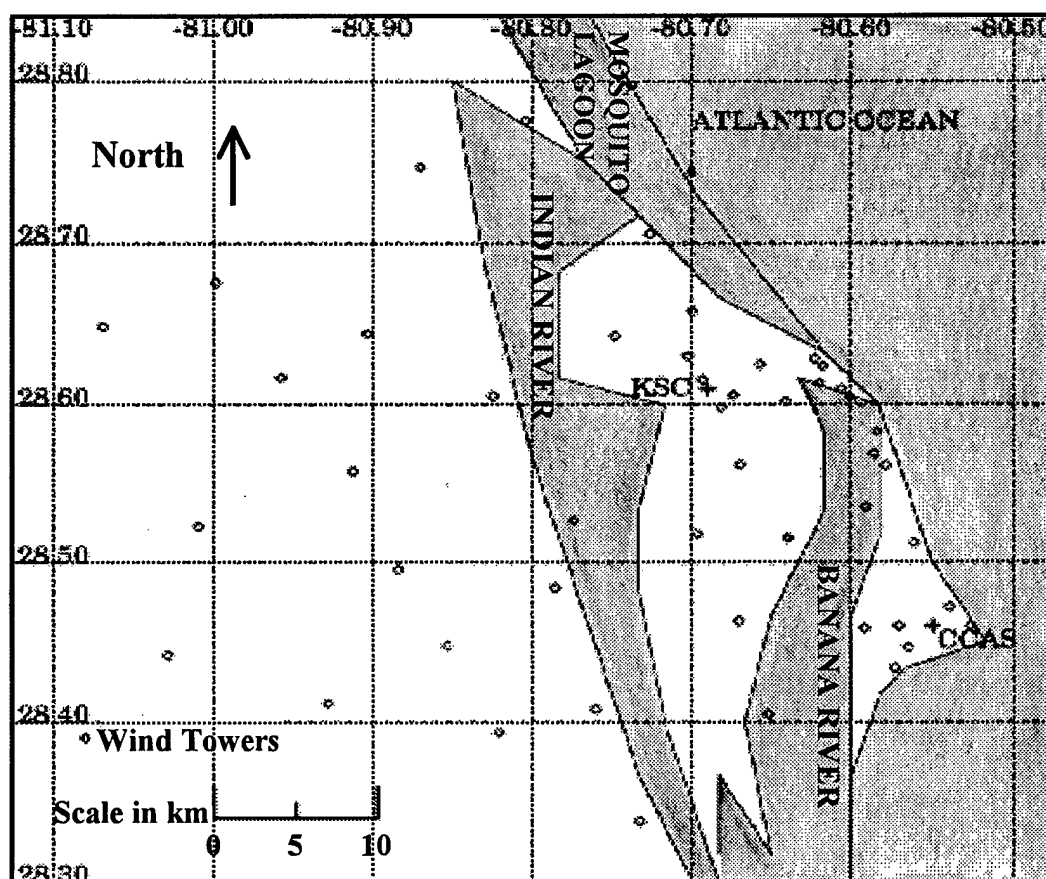 -81.10 -81.00 -80.90 -80.80 -80.70 -80.60 -80.50
28.80
MOSQUITO
LAGOON
ATLANTIC OCEAN
North
INDIAN RIVER
28.70
KSC
28.60
28.50
BANANA RIVER
CCAS
28.40
Wind Towers
Scale in km
0 5 10
28.30